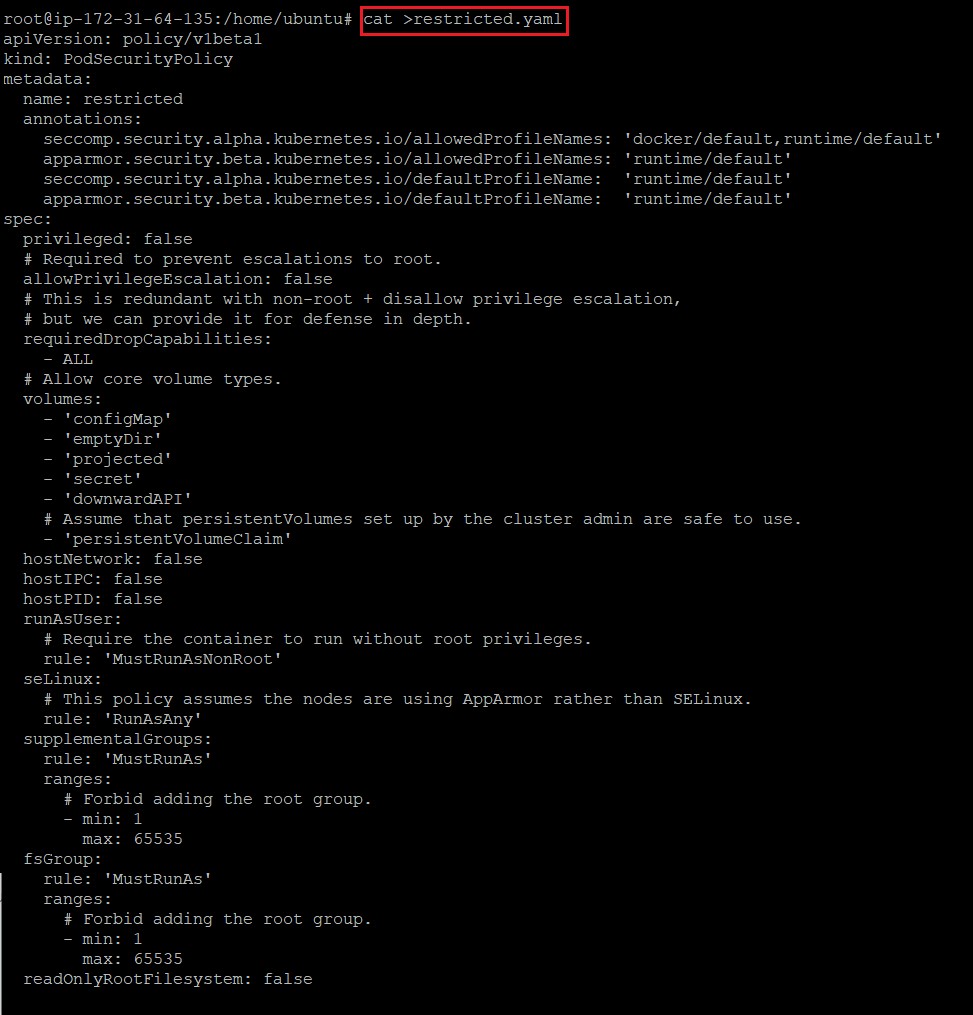 root@ip-172-31-64-135:/home/ubuntu# cat >restricted.yaml
apiVersion: policy/v1beta1
kind: PodSecurityPolicy
metadata:
  name: restricted
  annotations:
    seccomp.security.alpha.kubernetes.io/allowedProfileNames: 'docker/default,runtime/default'
    apparmor.security.beta.kubernetes.io/allowedProfileNames: 'runtime/default'
    seccomp.security.alpha.kubernetes.io/defaultProfileName:  'runtime/default'
    apparmor.security.beta.kubernetes.io/defaultProfileName:  'runtime/default'
spec:
  privileged: false
  # Required to prevent escalations to root.
  allowPrivilegeEscalation: false
  # This is redundant with non-root + disallow privilege escalation,
  # but we can provide it for defense in depth.
  requiredDropCapabilities:
    - ALL
  # Allow core volume types.
  volumes:
    - 'configMap'
    - 'emptyDir'
    - 'projected'
    - 'secret'
    - 'downwardAPI'
    # Assume that persistentVolumes set up by the cluster admin are safe to use.
    - 'persistentVolumeClaim'
  hostNetwork: false
  hostIPC: false
  hostPID: false
  runAsUser:
    # Require the container to run without root privileges.
    rule: 'MustRunAsNonRoot'
  seLinux:
    # This policy assumes the nodes are using AppArmor rather than SELinux.
    rule: 'RunAsAny'
  supplementalGroups:
    rule: 'MustRunAs'
    ranges:
      # Forbid adding the root group.
      - min: 1
        max: 65535
  fsGroup:
    rule: 'MustRunAs'
    ranges:
      # Forbid adding the root group.
      - min: 1
        max: 65535
  readOnlyRootFilesystem: false